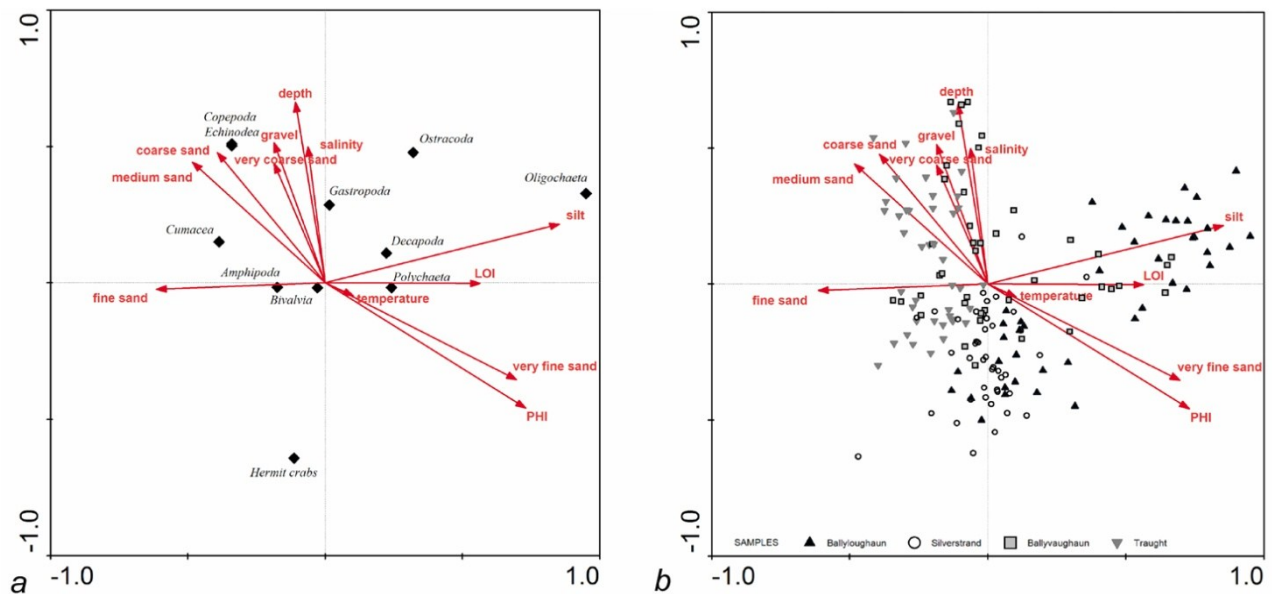 1.0
depth
Copepoda
Echinodea
gravel
salinity
Ostracoda
coarse sand
very coarse sand
medium sand
Gastropoda
Oligochaeta
silt
Cumacea
Decapoda
Amphipoda
Polychaeta
LOI
fine sand
Bivalvia
temperature
very fine sand
PHI
Hermit crabs
-1.0
a
-1.0
1.0
1.0
depth
gravel
coarse sand
salinity
very coarse sand
medium sand
silt
LOI
fine sand
temperature
very fine sand
PHI
SAMPLES Ballyloughaun Silverstrand Ballyvaughaun Traught
-1.0
b
-1.0
1.0